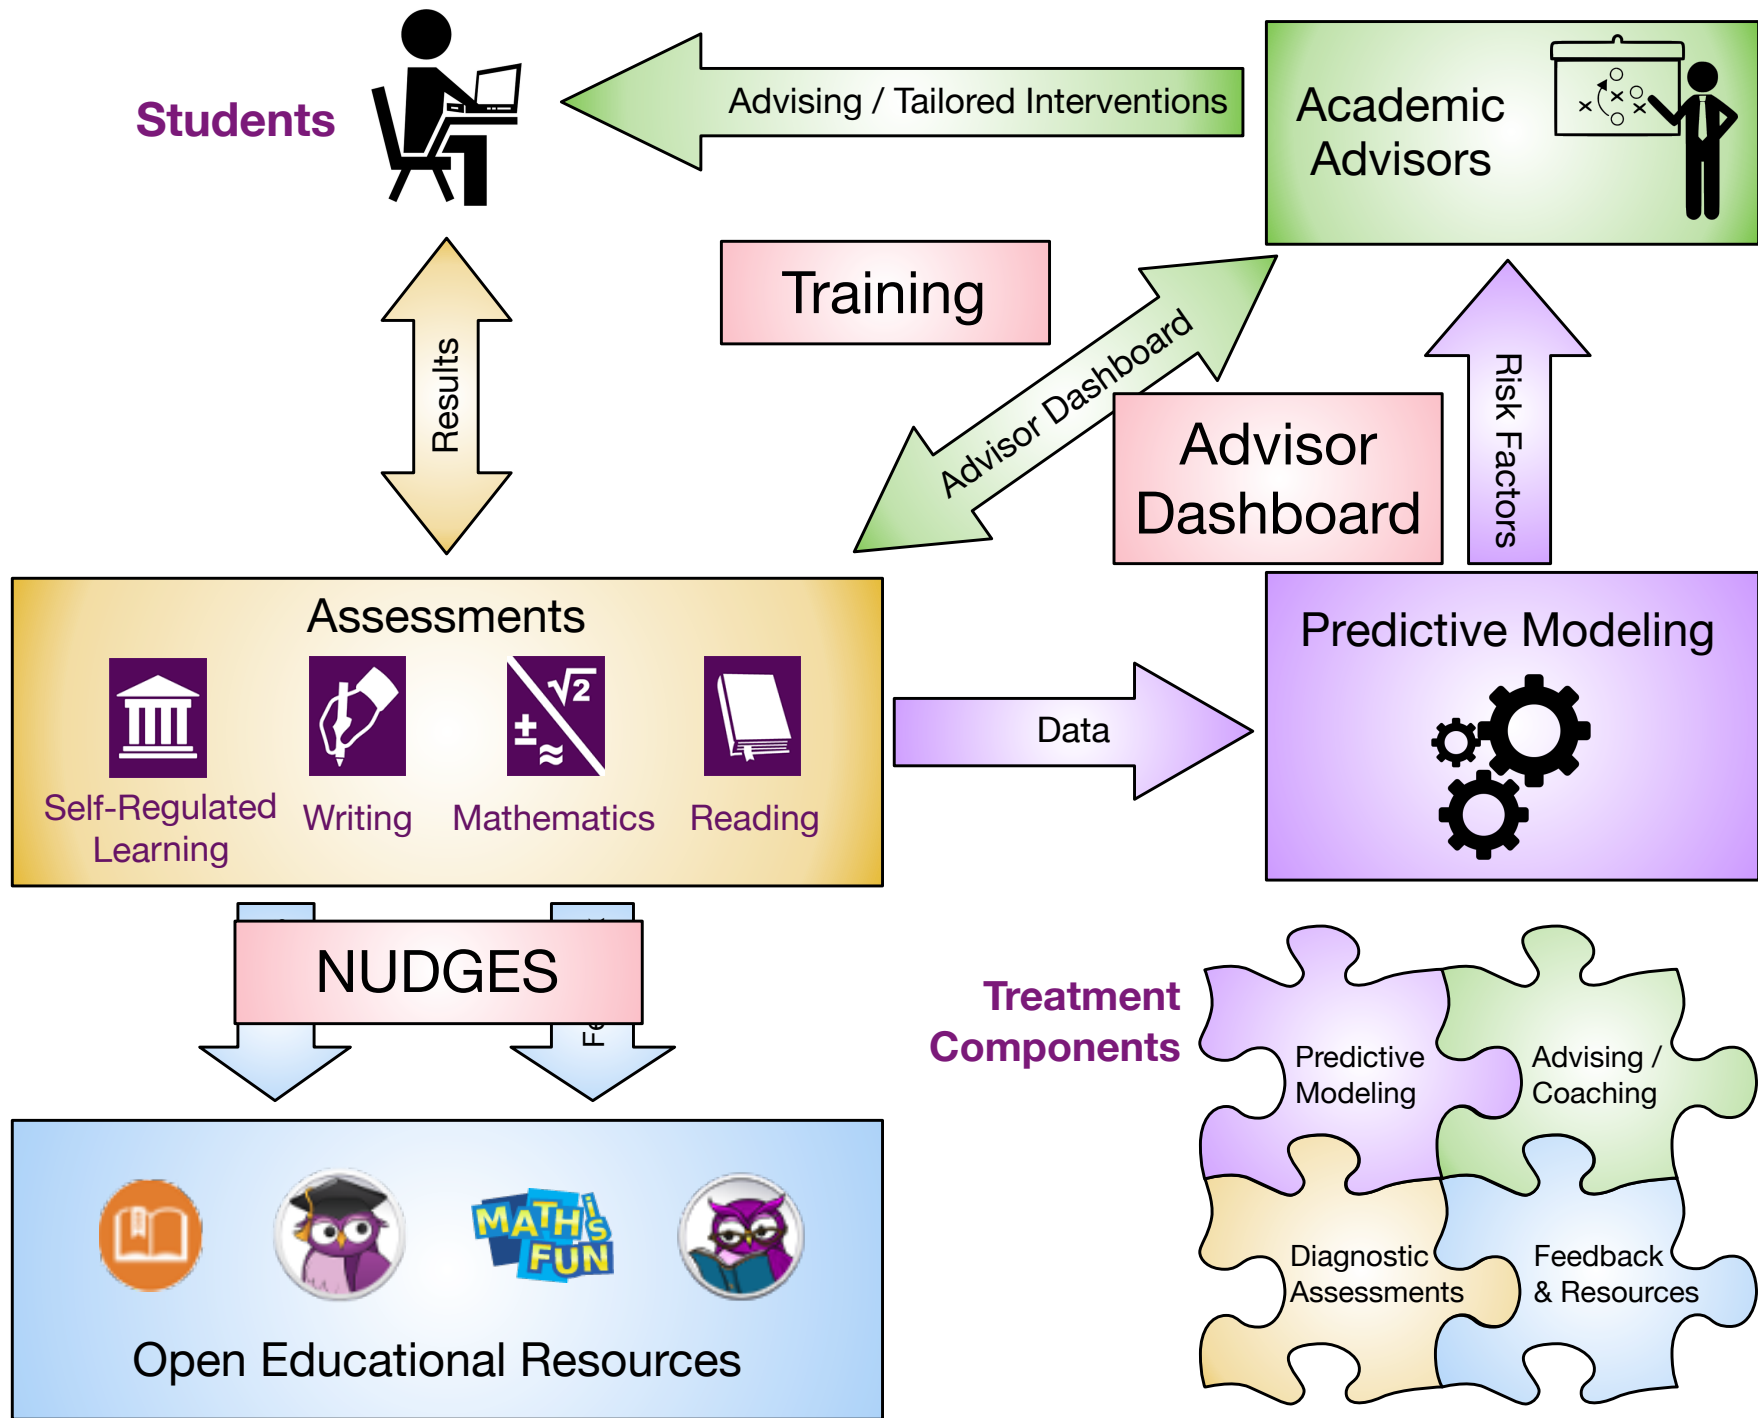 Students
Advising / Tailored Interventions
Academic
Advisors
Training
Results
Advisor Dashboard
Advisor
Dashboard
Risk Factors
Assessments
Self-Regulated
Learning
Writing
√2
±
≈
Mathematics
Reading
Data
Predictive Modeling
NUDGES
MATH iS
FUN
Open Educational Resources
Treatment
Components
Predictive
Modeling
Advising /
Coaching
Diagnostic
Assessments
Feedback
& Resources